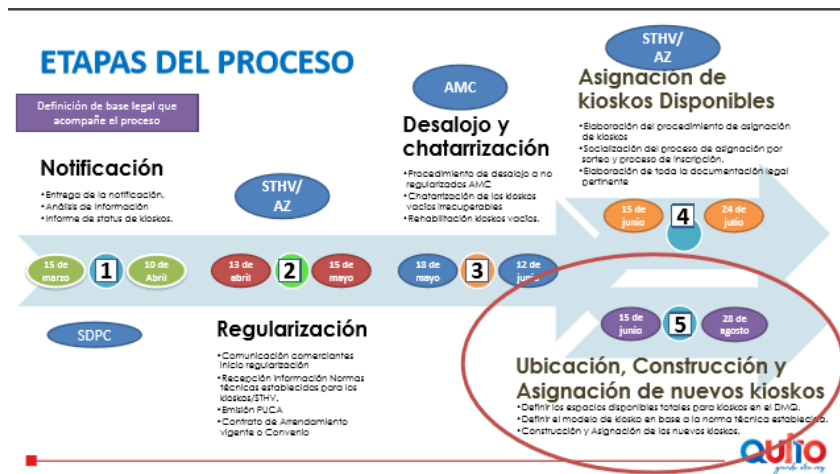 ETAPAS DEL PROCESO
Definición de base legal que
acompañe el proceso
Notificación
•Entrega de la notificación.
•Análisis de información
•Informe de status de kioskos.
15 de
marzo
1
10 de
Abril
SDPC
STHV/
AZ
13 de
abril
2
15 de
mayo
Regularización
•Comunicación comerciantes
inicio regularización
•Recepción Información Normas
técnicas establecidas para los
kioskos/STHV.
•Emisión PUCA
•Contrato de Arrendamiento
vigente o Convenio
AMC
Desalojo y
chatarrización
•Procedimiento de desalojo a no
regularizados AMC
•Chatarrización de los kioskos
vacíos irrecuperables
•Rehabilitación kioskos vacíos.
18 de
mayo
3
12 de
junio
STHV/
AZ
Asignación de
kioskos Disponibles
•Elaboración del procedimiento de asignación
de kioskos
•Socialización del proceso de asignación por
sorteo y proceso de inscripción.
•Elaboración de toda la documentación legal
pertinente
15 de
junio
4
24 de
julio
15 de
junio
5
28 de
agosto
Ubicación, Construcción y
Asignación de nuevos kioskos
•Definir los espacios disponibles totales para kioskos en el DMQ.
•Definir el modelo de kiosko en base a la norma técnica establecida.
•Construcción y Asignación de los nuevos kioskos.
QUITO